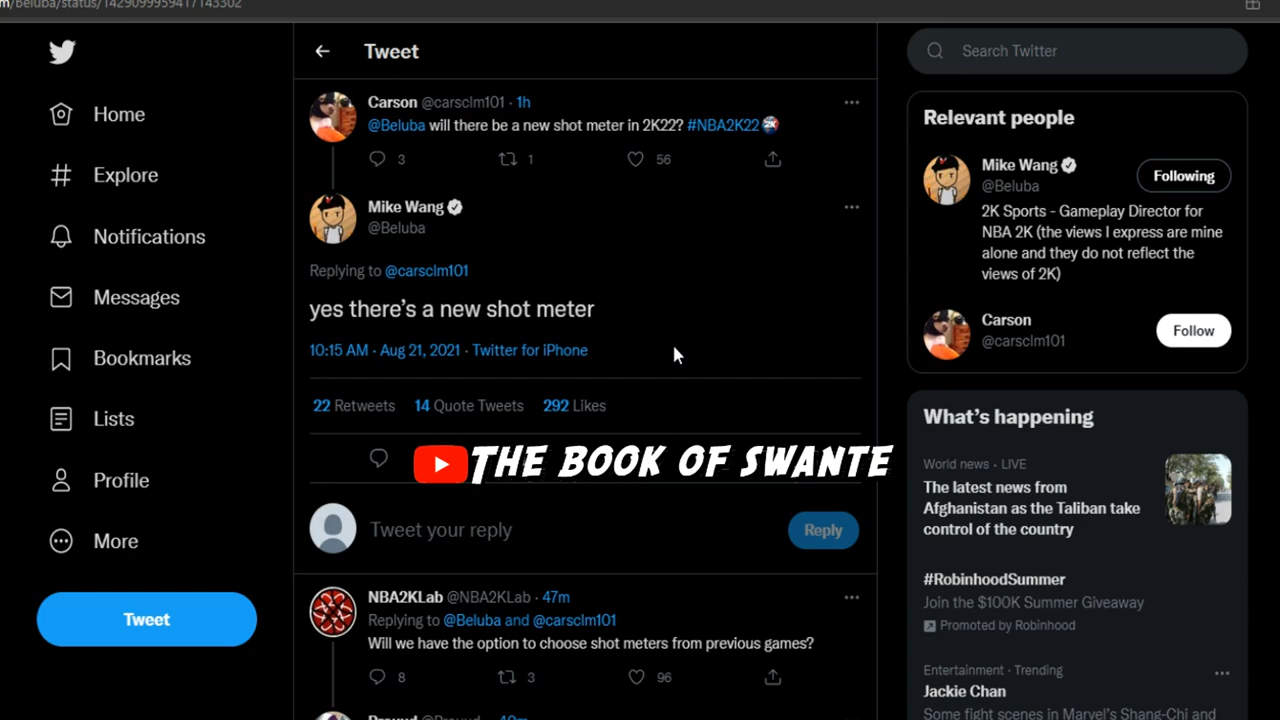 m/Beluba/status/1429099959417143302
Home
Explore
Notifications
Messages
Bookmarks
Lists
Profile
More
Tweet
Tweet
Carson @carsclm101 · 1h
@Beluba will there be a new shot meter in 2K22? #NBA2K22
3 1 56
Mike Wang
@Beluba
Replying to @carsclm101
yes there's a new shot meter
10:15 AM · Aug 21, 2021 · Twitter for iPhone
22 Retweets 14 Quote Tweets 292 Likes
THE BOOK OF SWANTE
Tweet your reply
Reply
NBA2KLab @NBA2KLab · 47m
Replying to @Beluba and @carsclm101
Will we have the option to choose shot meters from previous games?
8 3 96
Search Twitter
Relevant people
Mike Wang
@Beluba
Following
2K Sports - Gameplay Director for
NBA 2K (the views I express are mine
alone and they do not reflect the
views of 2K)
Carson
@carsclm101
Follow
What's happening
World news · LIVE
The latest news from
Afghanistan as the Taliban take
control of the country
#RobinhoodSummer
Join the $100K Summer Giveaway
Promoted by Robinhood
Entertainment · Trending
Jackie Chan
Some fight scenes in Marvel's Shang-Chi and